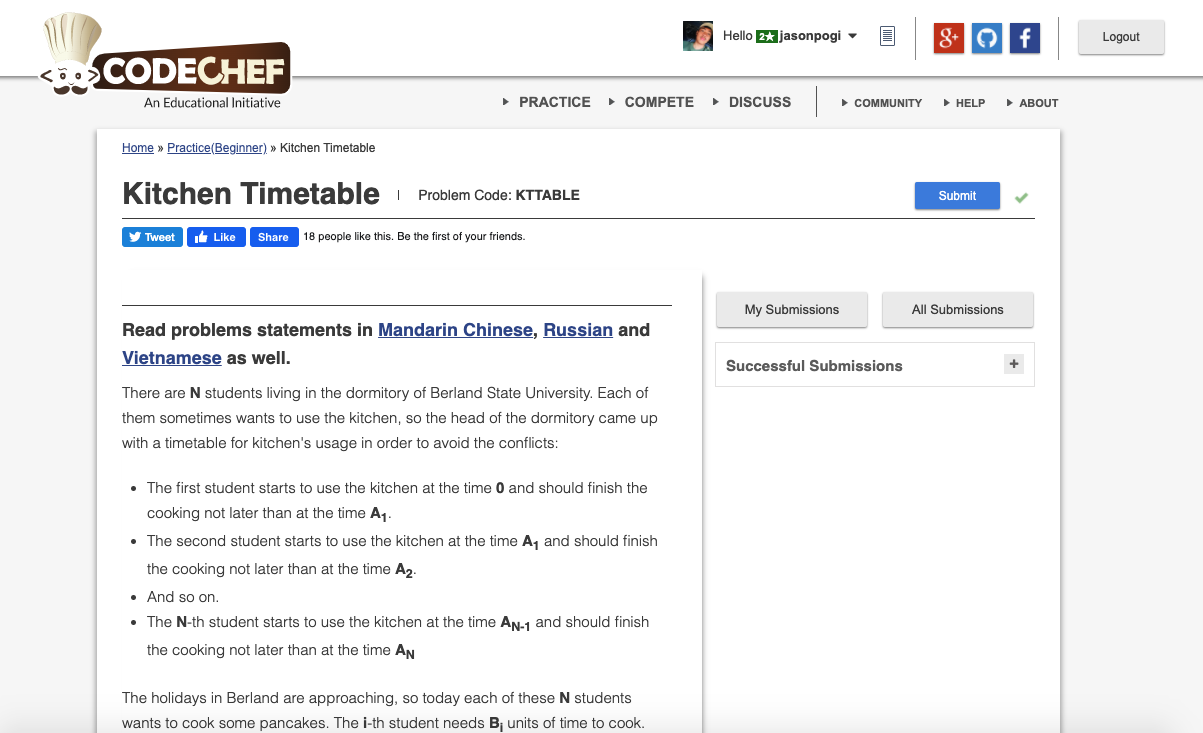 CODECHEF
An Educational Initiative
Hello 2★ jasonpogi
Logout
PRACTICE COMPETE DISCUSS COMMUNITY HELP ABOUT
Home » Practice(Beginner) » Kitchen Timetable
Kitchen Timetable | Problem Code: KTTABLE
Submit
Tweet Like Share 18 people like this. Be the first of your friends.
My Submissions All Submissions
Successful Submissions +
Read problems statements in Mandarin Chinese, Russian and
Vietnamese as well.
There are N students living in the dormitory of Berland State University. Each of
them sometimes wants to use the kitchen, so the head of the dormitory came up
with a timetable for kitchen's usage in order to avoid the conflicts:
• The first student starts to use the kitchen at the time 0 and should finish the
cooking not later than at the time A1.
• The second student starts to use the kitchen at the time A1 and should finish
the cooking not later than at the time A2.
• And so on.
• The N-th student starts to use the kitchen at the time AN-1 and should finish
the cooking not later than at the time AN
The holidays in Berland are approaching, so today each of these N students
wants to cook some pancakes. The i-th student needs Bi units of time to cook.